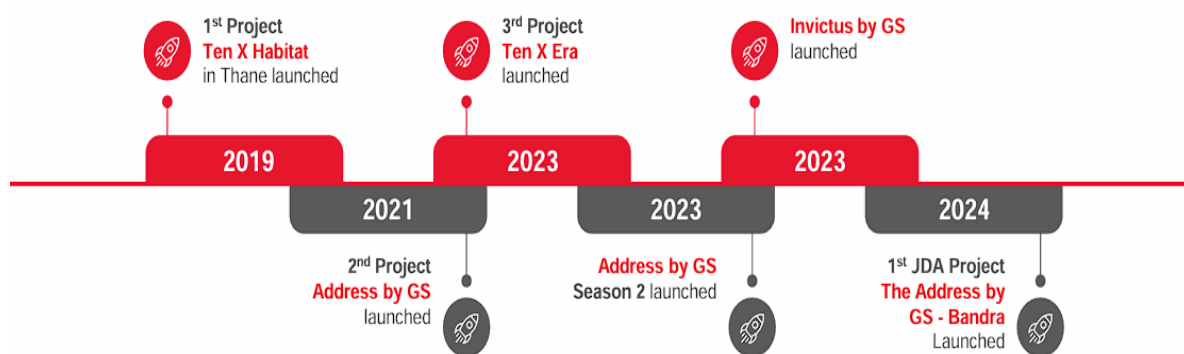 1st Project
Ten X Habitat
in Thane launched
3rd Project
Ten X Era
launched
Invictus by GS
launched
2019
2023
2023
2021
2023
2024
2nd Project
Address by GS
launched
Address by GS
Season 2 launched
1st JDA Project
The Address by
GS - Bandra
Launched